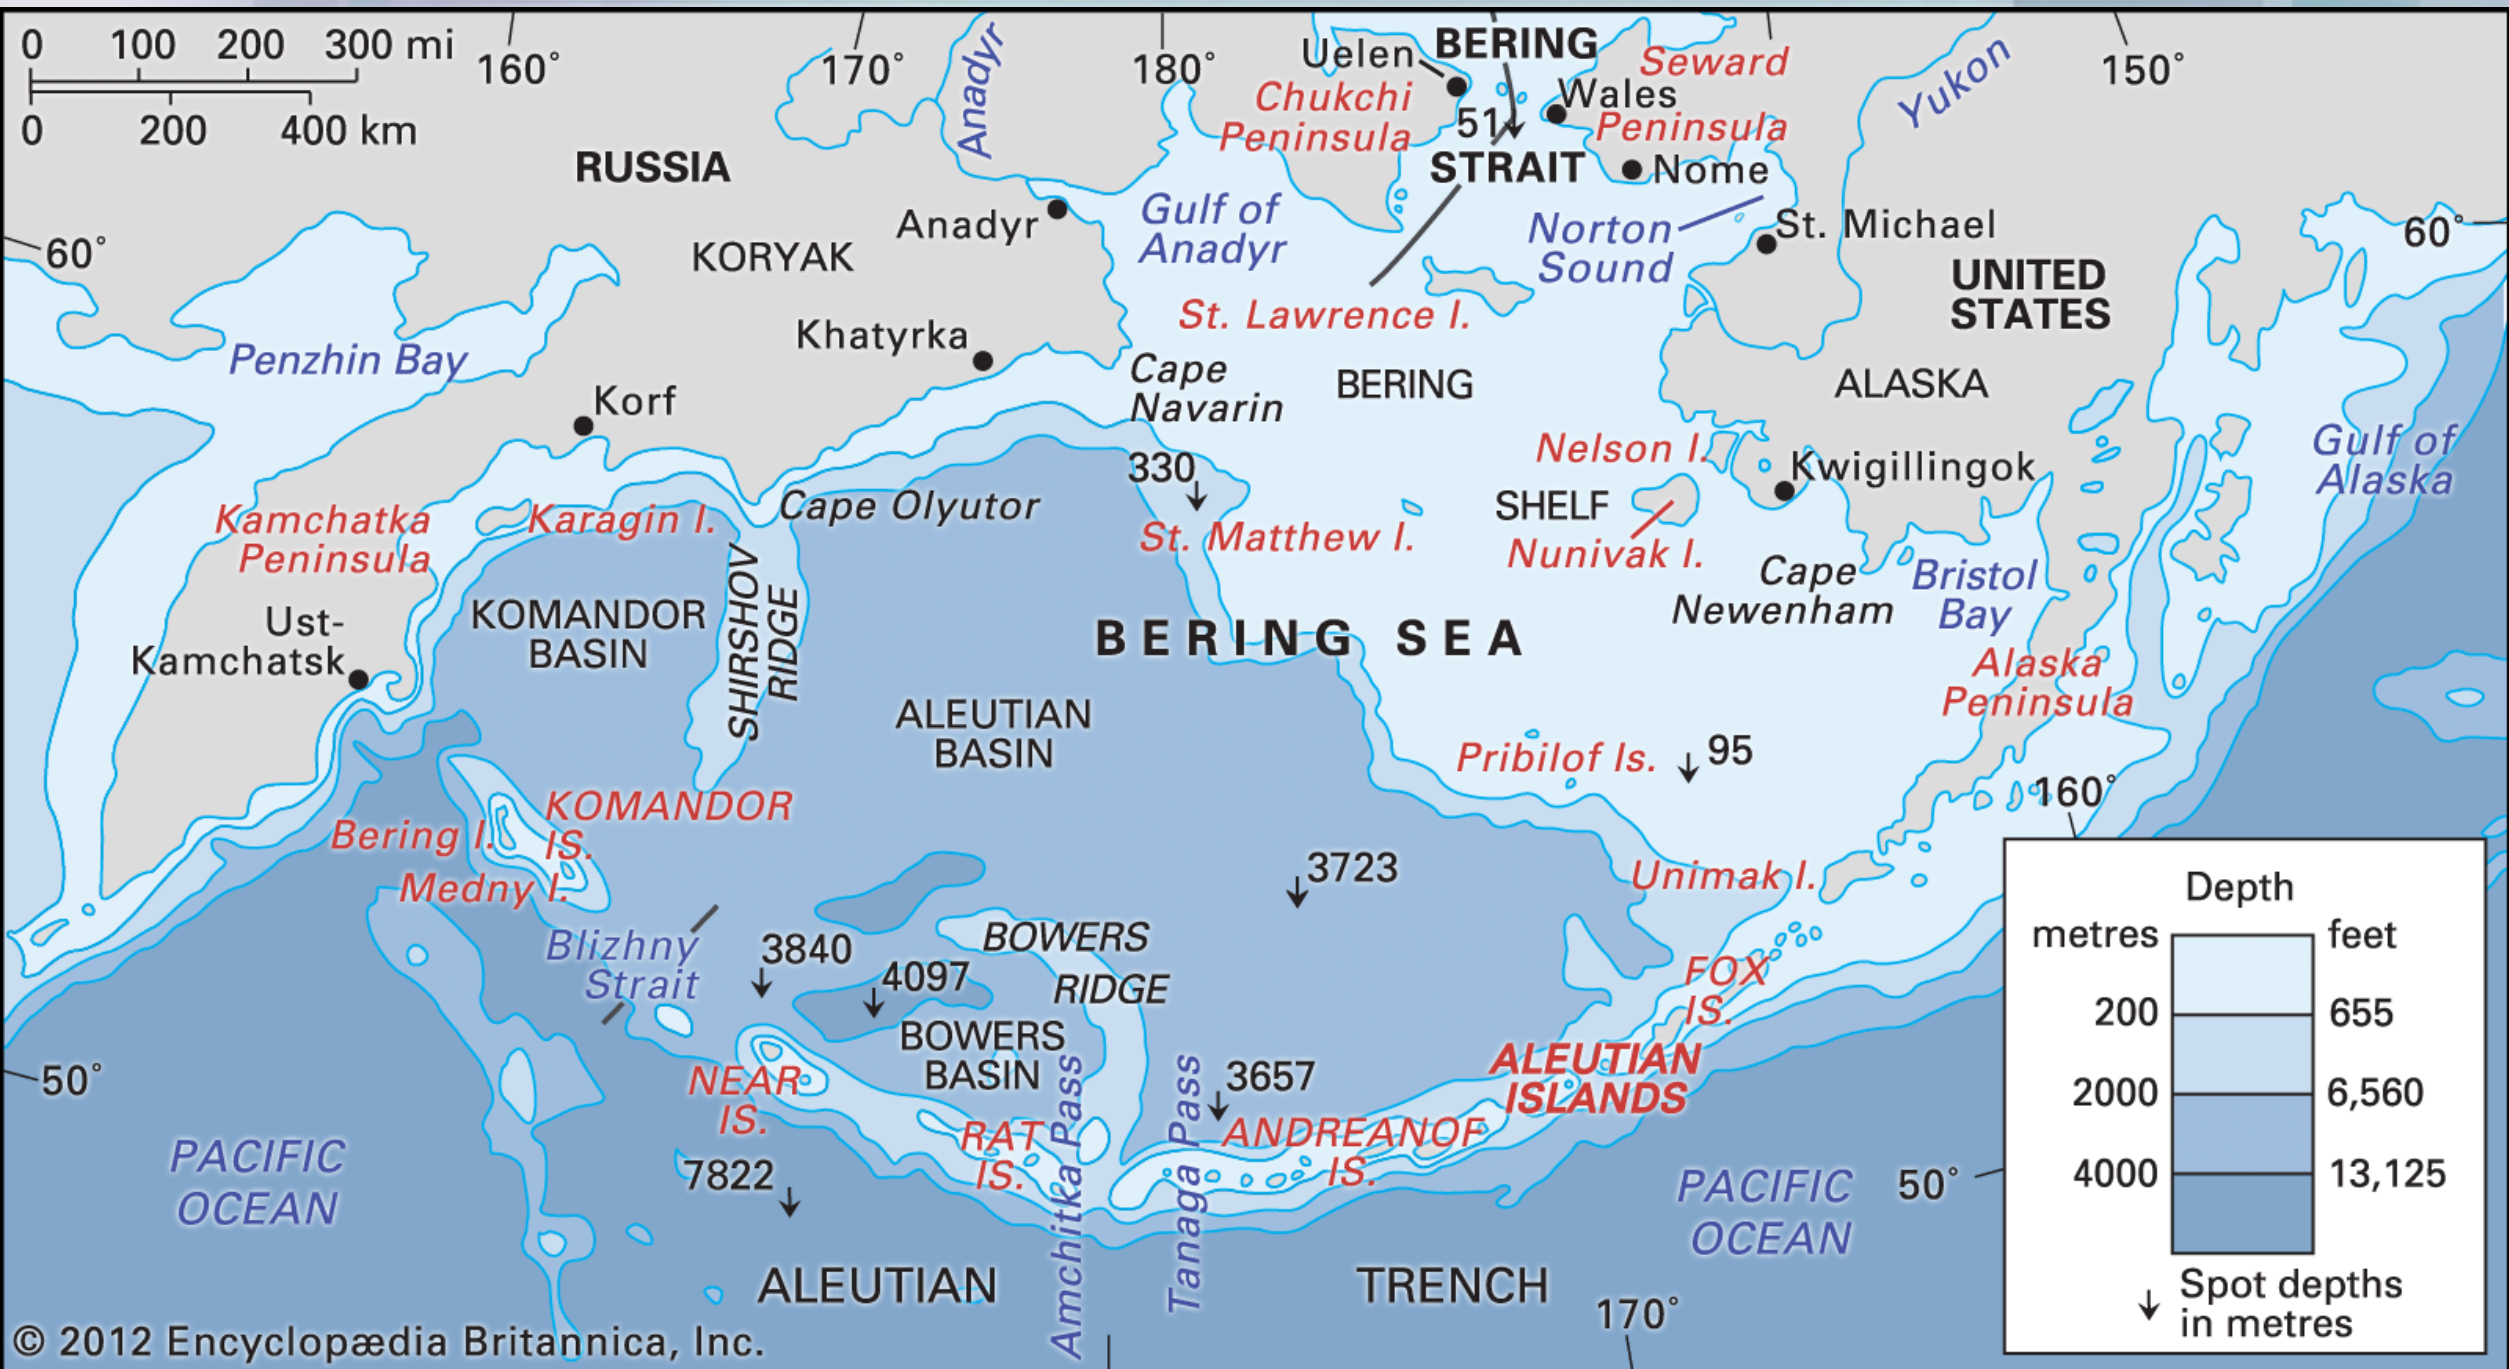 0 100 200 300 mi
0 200 400 km
160°
170°
180°
150°
60°
60°
50°
50°
160°
170°
Anadyr
Uelen
BERING
STRAIT
51
Chukchi
Peninsula
Wales
Seward
Peninsula
Nome
Yukon
RUSSIA
KORYAK
Anadyr
Gulf of
Anadyr
Norton
Sound
St. Michael
UNITED
STATES
Penzhin Bay
Khatyrka
St. Lawrence I.
Cape
Navarin
BERING
SHELF
ALASKA
Korf
Nelson I.
Kwigillingok
Gulf of
Alaska
330
Kamchatka
Peninsula
Karagin I.
Cape Olyutor
St. Matthew I.
Nunivak I.
Cape
Newenham
Bristol
Bay
Ust-
Kamchatsk
KOMANDOR
BASIN
SHIRSHOV
RIDGE
BERING SEA
Alaska
Peninsula
ALEUTIAN
BASIN
Pribilof Is.
95
KOMANDOR
IS.
Bering I.
Medny I.
3723
Unimak I.
Blizhny
Strait
3840
4097
BOWERS
RIDGE
BOWERS
BASIN
FOX
IS.
NEAR
IS.
RAT
IS.
Amchitka Pass
Tanaga Pass
3657
ANDREANOF
IS.
ALEUTIAN
ISLANDS
7822
PACIFIC
OCEAN
PACIFIC
OCEAN
ALEUTIAN TRENCH
Depth
metres feet
200 655
2000 6,560
4000 13,125
Spot depths
in metres
© 2012 Encyclopædia Britannica, Inc.